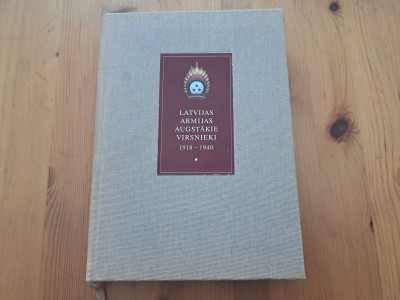 LATVIJAS
ARMIJAS
AUGSTĀKIE
VIRSNIEKI
1918 – 1940